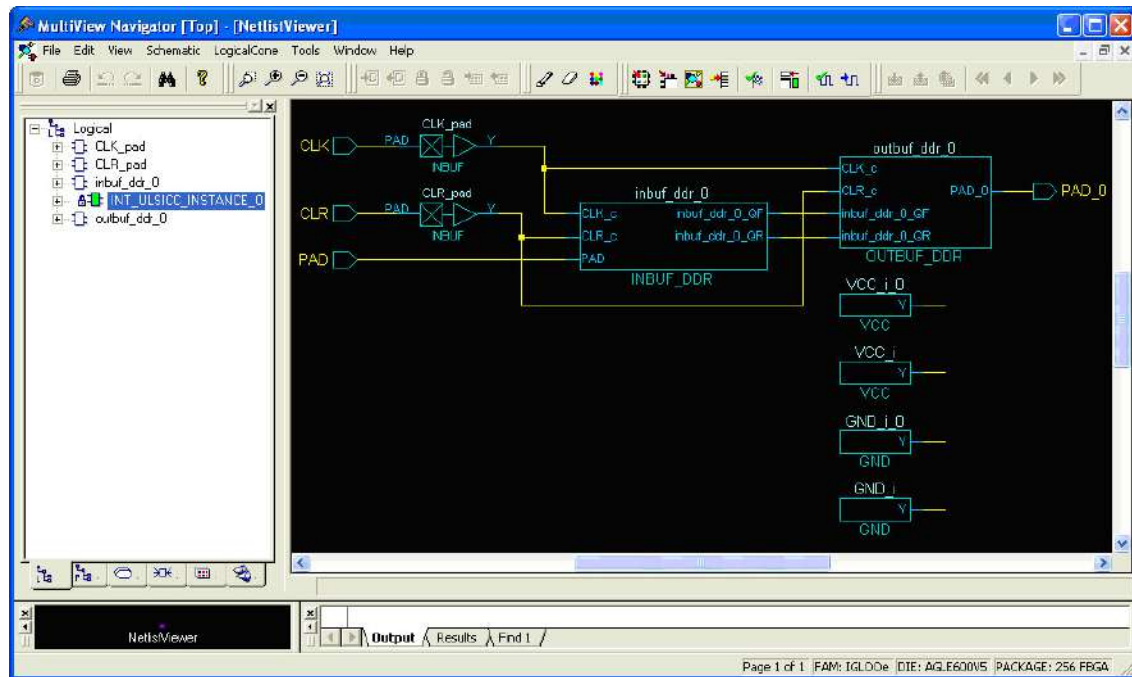 MultiView Navigator [Top] - [NetlistViewer]
File Edit View Schematic LogicalCone Tools Window Help
Logical
CLK_pad
CLR_pad
inbuf_ddr_0
INT_ULSICC_INSTANCE_0
outbuf_ddr_0
CLK PAD CLK_pad Y
INBUF
CLR PAD CLR_pad Y
INBUF
PAD
inbuf_ddr_0
CLK_c inbuf_ddr_0_QF
CLR_c inbuf_ddr_0_QR
PAD
INBUF_DDR
outbuf_ddr_0
CLK_c
CLR_c PAD_0 PAD_0
inbuf_ddr_0_QF
inbuf_ddr_0_QR
OUTBUF_DDR
VCC_i_0
Y
VCC
VCC_i
Y
VCC
GND_i_0
Y
GND
GND_i
Y
GND
NetlistViewer
Output Results Find 1
Page 1 of 1 FAM: IGLOOe DIE: AGLE600V5 PACKAGE: 256 FBGA